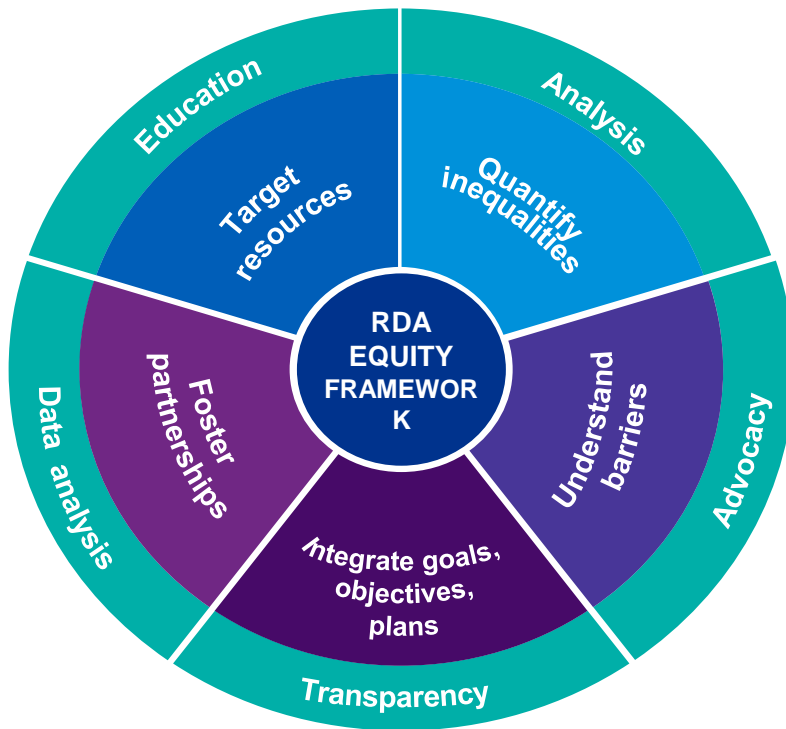 Education
Analysis
Target
resources
Quantify
inequalities
RDA
EQUITY
FRAMEWOR
K
Foster
partnerships
Understand
barriers
Data analysis
Advocacy
Integrate goals,
objectives,
plans
Transparency